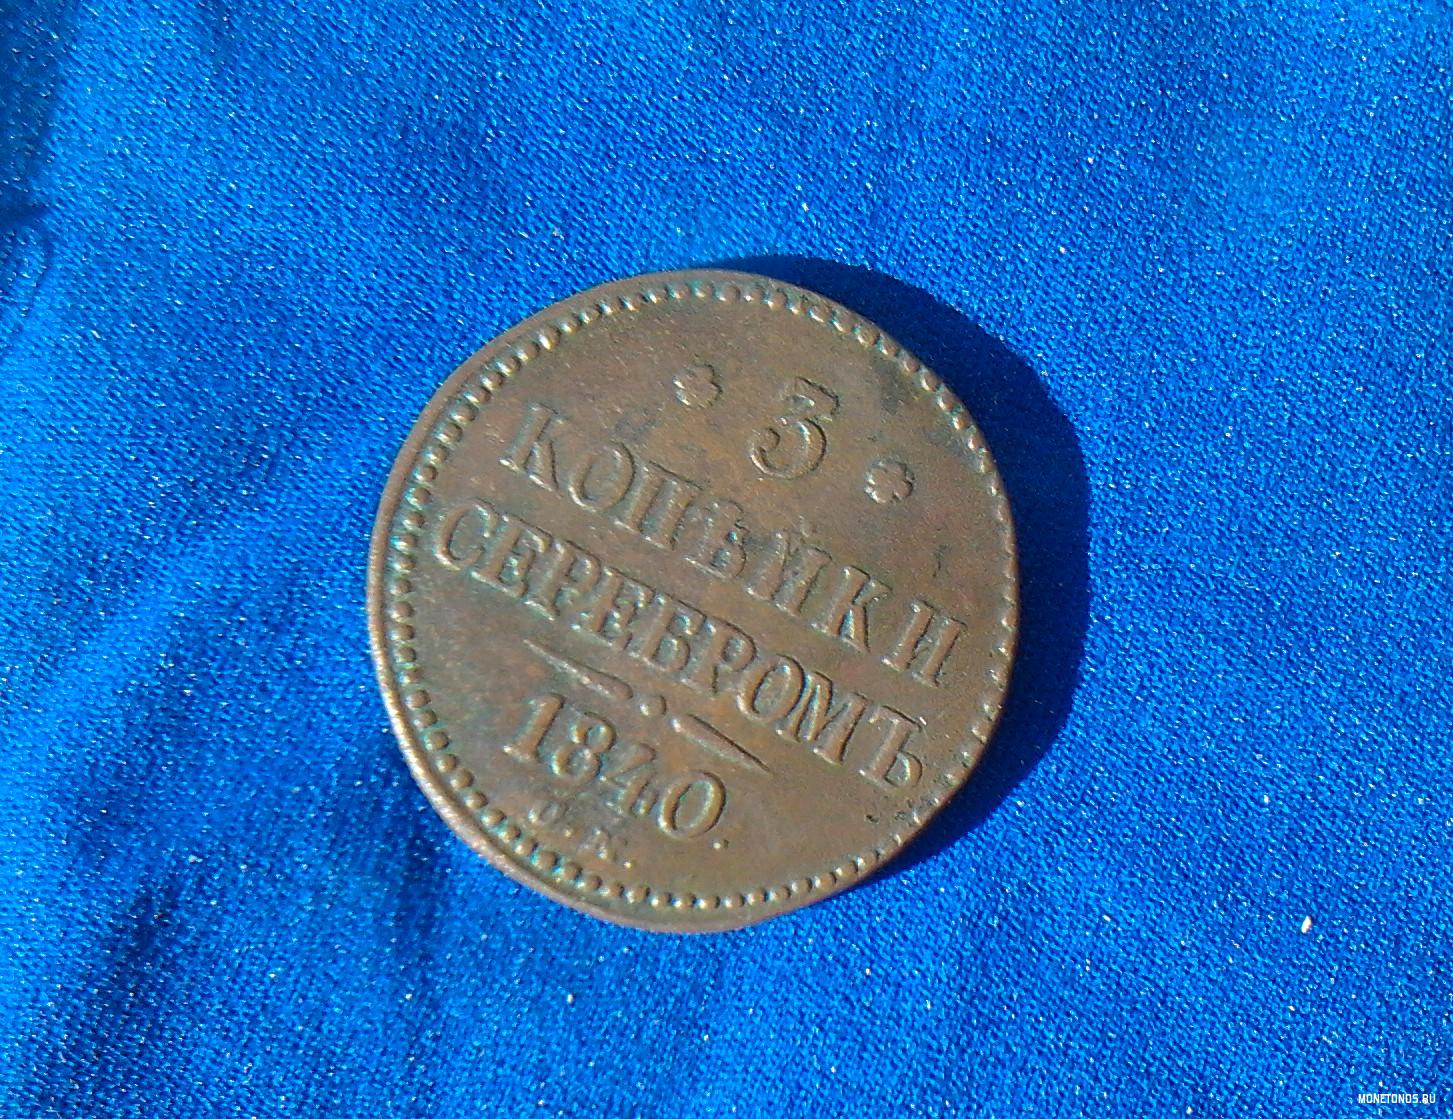 * 3 *
КОПѢЙКИ
СЕРЕБРОМЪ
1840.
С.М.
MONETONOS.RU